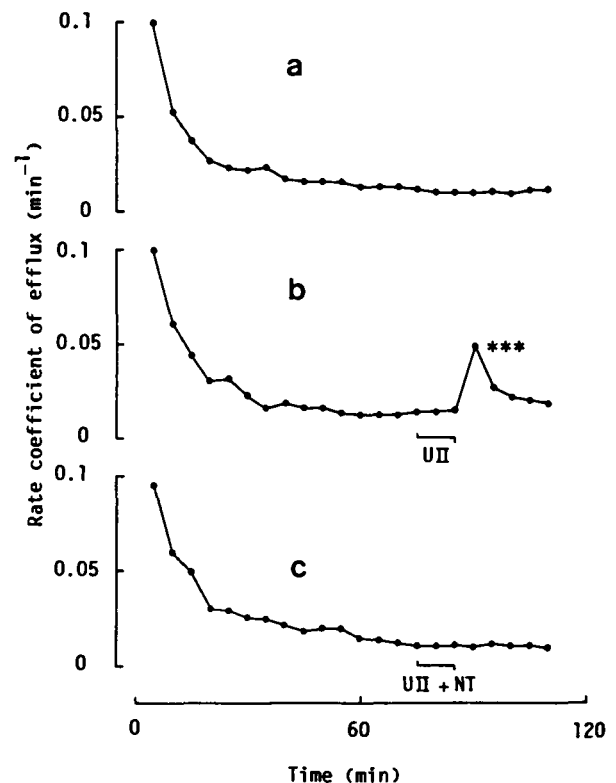 Rate coefficient of efflux (min⁻¹)
0.1
a
0.05
0
0.1
b
0.05
***
0
UII
0.1
c
0.05
0
UII + NT
0 60 120
Time (min)